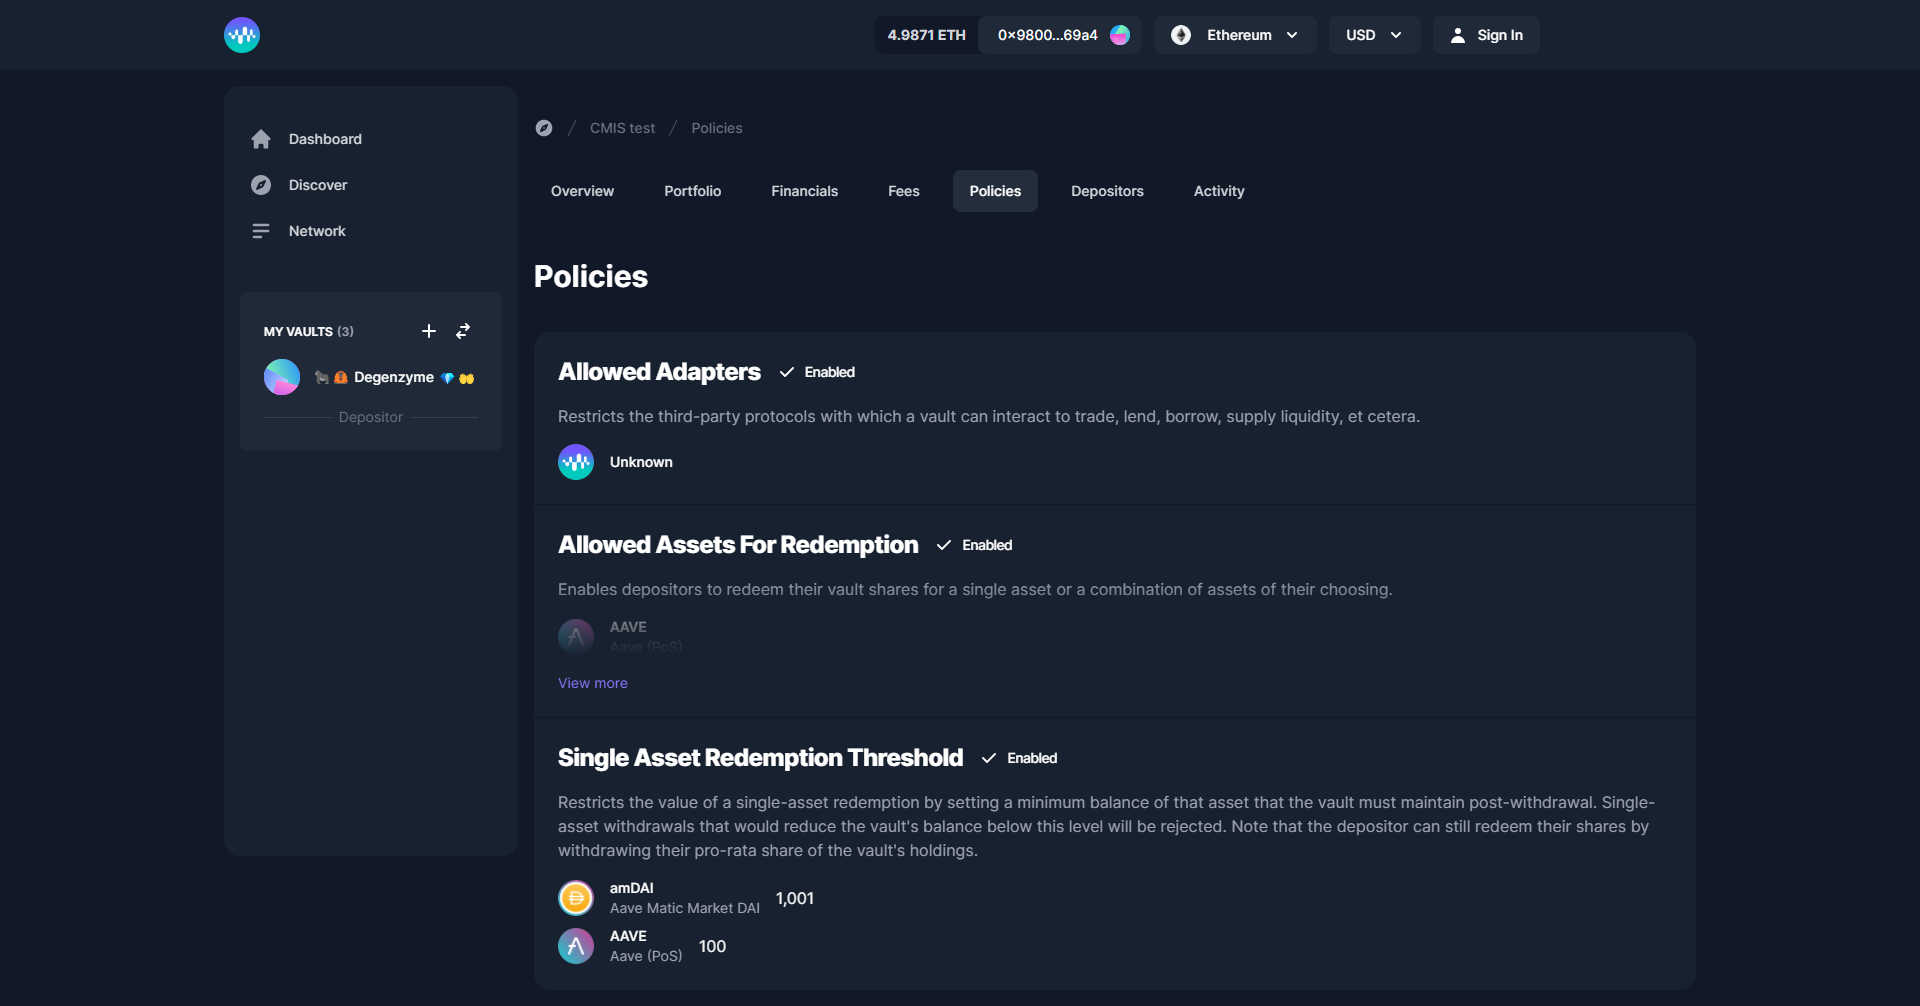 4.9871 ETH
0×9800...69a4
Ethereum
USD
Sign In
Dashboard
Discover
Network
MY VAULTS (3)
🦍 🦧 Degenzyme 💎 👐
Depositor
/ CMIS test / Policies
Overview
Portfolio
Financials
Fees
Policies
Depositors
Activity
Policies
Allowed Adapters
Enabled
Restricts the third-party protocols with which a vault can interact to trade, lend, borrow, supply liquidity, et cetera.
Unknown
Allowed Assets For Redemption
Enabled
Enables depositors to redeem their vault shares for a single asset or a combination of assets of their choosing.
AAVE
Aave (PoS)
View more
Single Asset Redemption Threshold
Enabled
Restricts the value of a single-asset redemption by setting a minimum balance of that asset that the vault must maintain post-withdrawal. Single-
asset withdrawals that would reduce the vault's balance below this level will be rejected. Note that the depositor can still redeem their shares by
withdrawing their pro-rata share of the vault's holdings.
amDAI
Aave Matic Market DAI
1,001
AAVE
Aave (PoS)
100